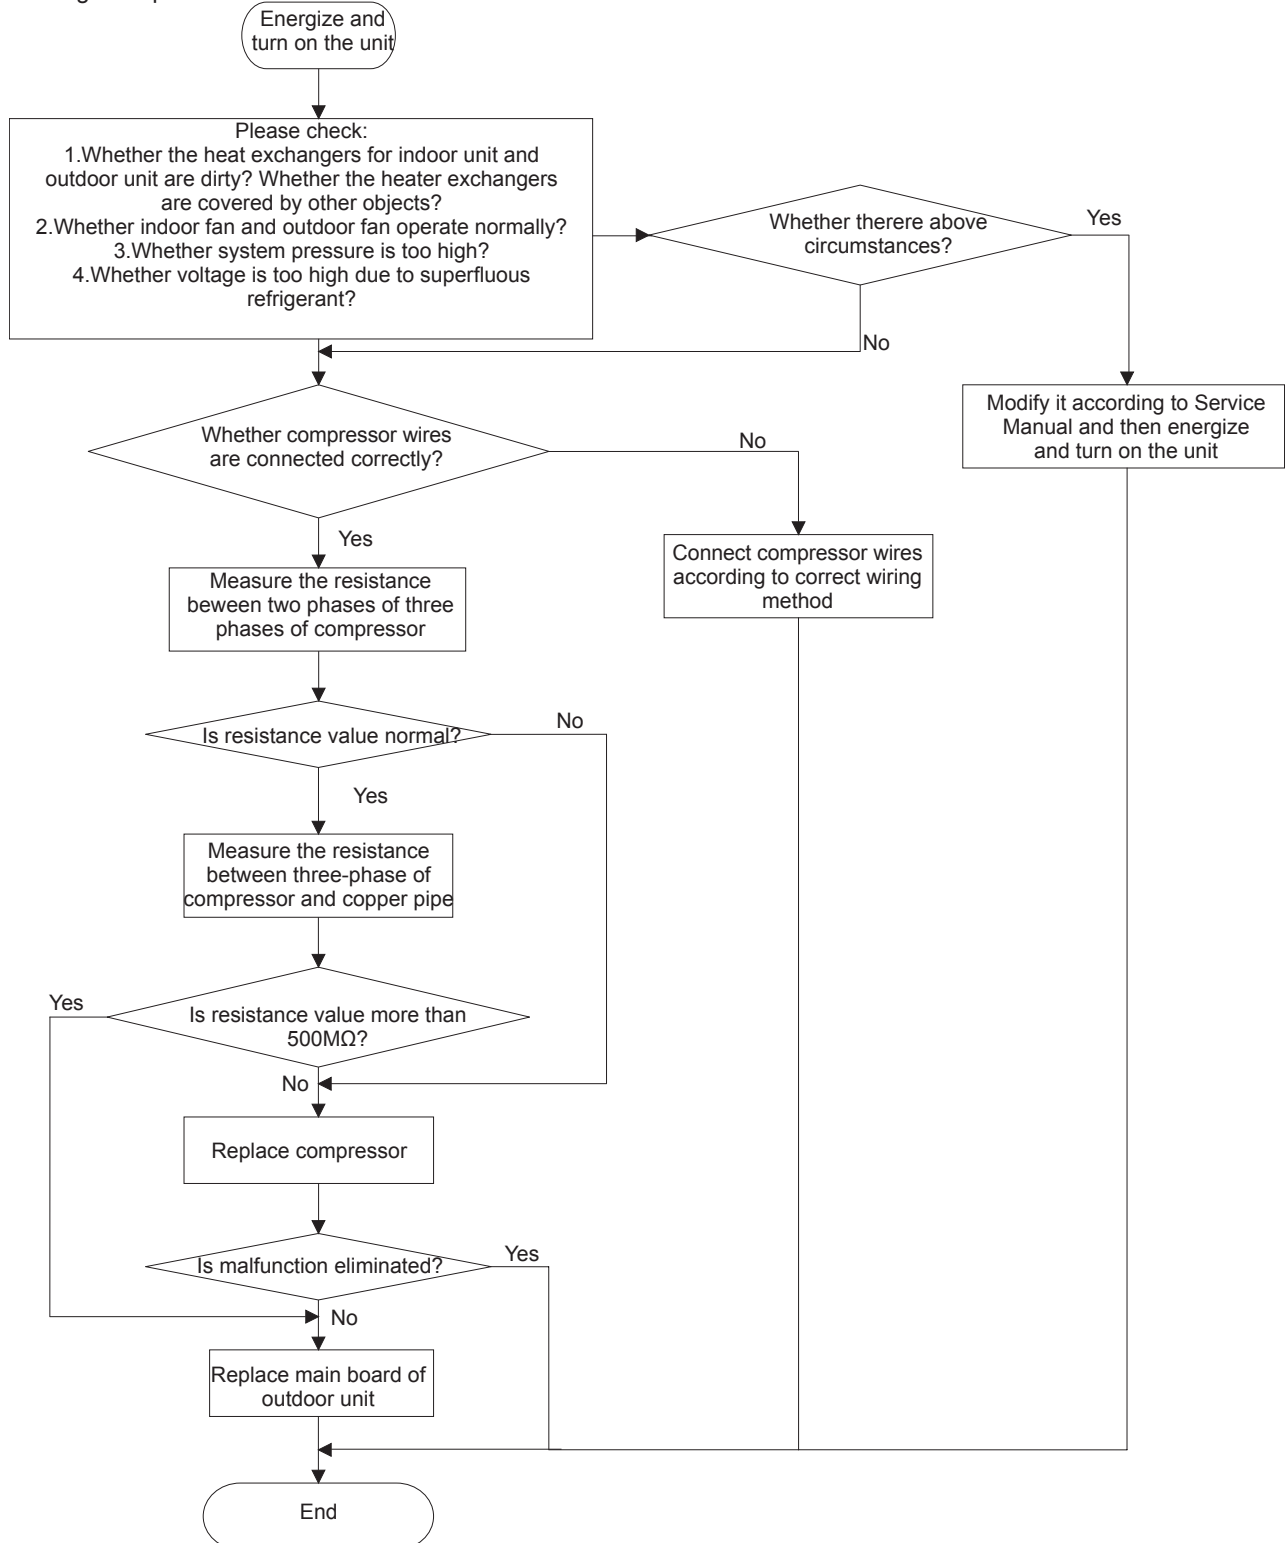 Energize and
turn on the unit
Please check:
1.Whether the heat exchangers for indoor unit and
outdoor unit are dirty? Whether the heater exchangers
are covered by other objects?
2.Whether indoor fan and outdoor fan operate normally?
3.Whether system pressure is too high?
4.Whether voltage is too high due to superfluous
refrigerant?
Whether therere above
circumstances?
Yes
No
Modify it according to Service
Manual and then energize
and turn on the unit
Whether compressor wires
are connected correctly?
No
Yes
Connect compressor wires
according to correct wiring
method
Measure the resistance
beween two phases of three
phases of compressor
Is resistance value normal?
No
Yes
Measure the resistance
between three-phase of
compressor and copper pipe
Yes
Is resistance value more than
500MΩ?
No
Replace compressor
Is malfunction eliminated?
Yes
No
Replace main board of
outdoor unit
End